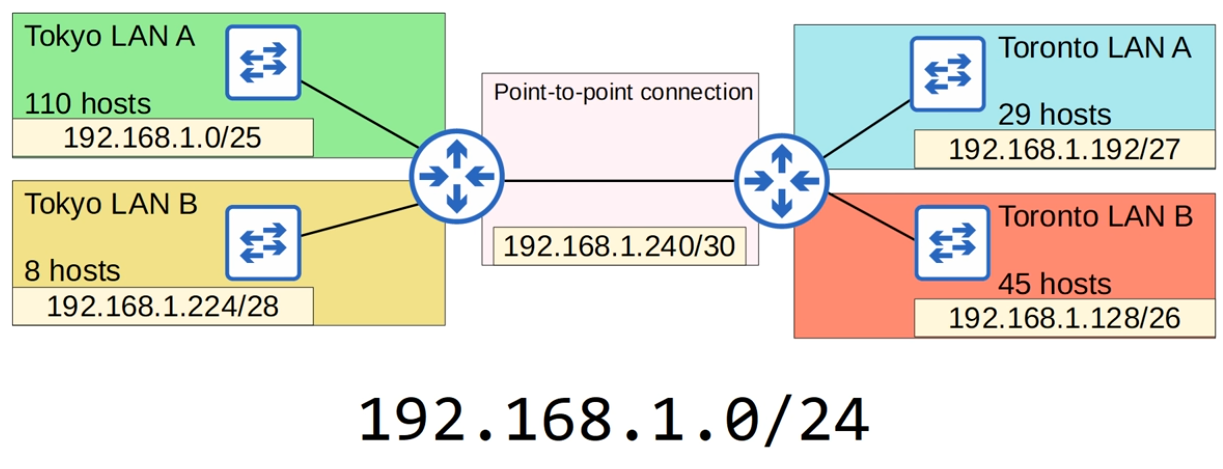 Tokyo LAN A
110 hosts
192.168.1.0/25
Tokyo LAN B
8 hosts
192.168.1.224/28
Point-to-point connection
192.168.1.240/30
Toronto LAN A
29 hosts
192.168.1.192/27
Toronto LAN B
45 hosts
192.168.1.128/26
192.168.1.0/24